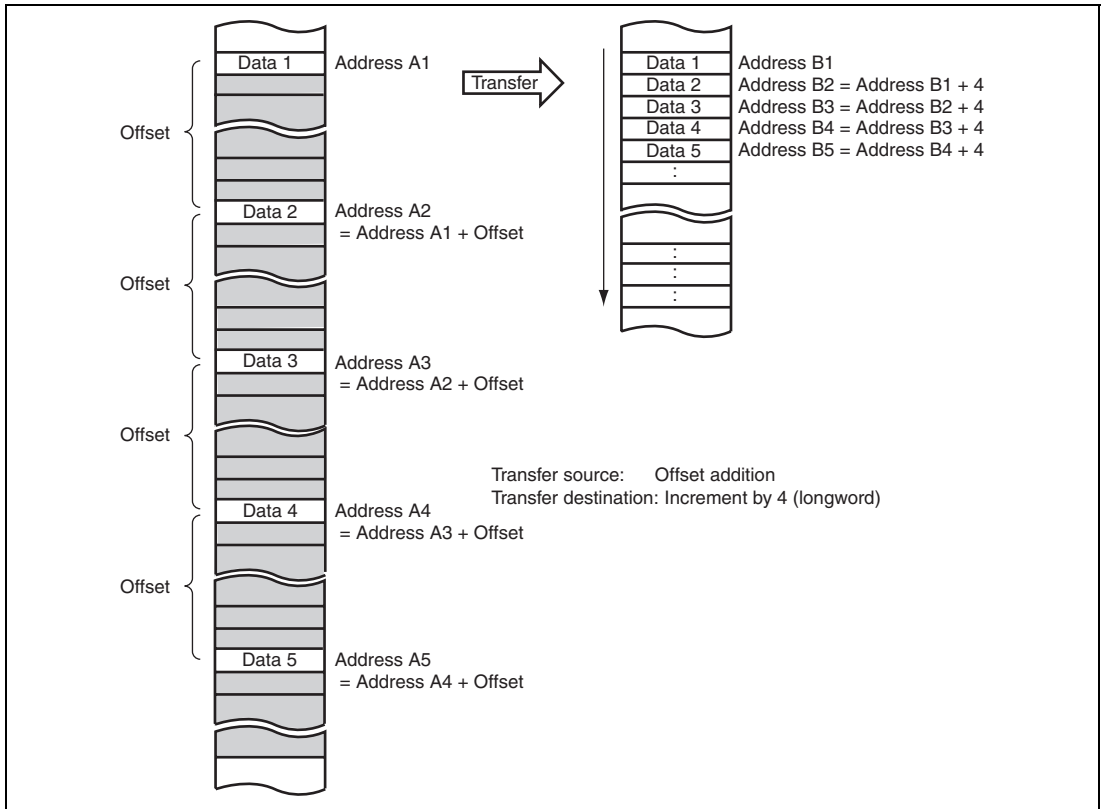 Data 1
Address A1
Offset
Data 2
Address A2
= Address A1 + Offset
Offset
Data 3
Address A3
= Address A2 + Offset
Offset
Data 4
Address A4
= Address A3 + Offset
Offset
Data 5
Address A5
= Address A4 + Offset
Transfer
Data 1
Address B1
Data 2
Address B2 = Address B1 + 4
Data 3
Address B3 = Address B2 + 4
Data 4
Address B4 = Address B3 + 4
Data 5
Address B5 = Address B4 + 4
:
:
:
:
Transfer source: Offset addition
Transfer destination: Increment by 4 (longword)